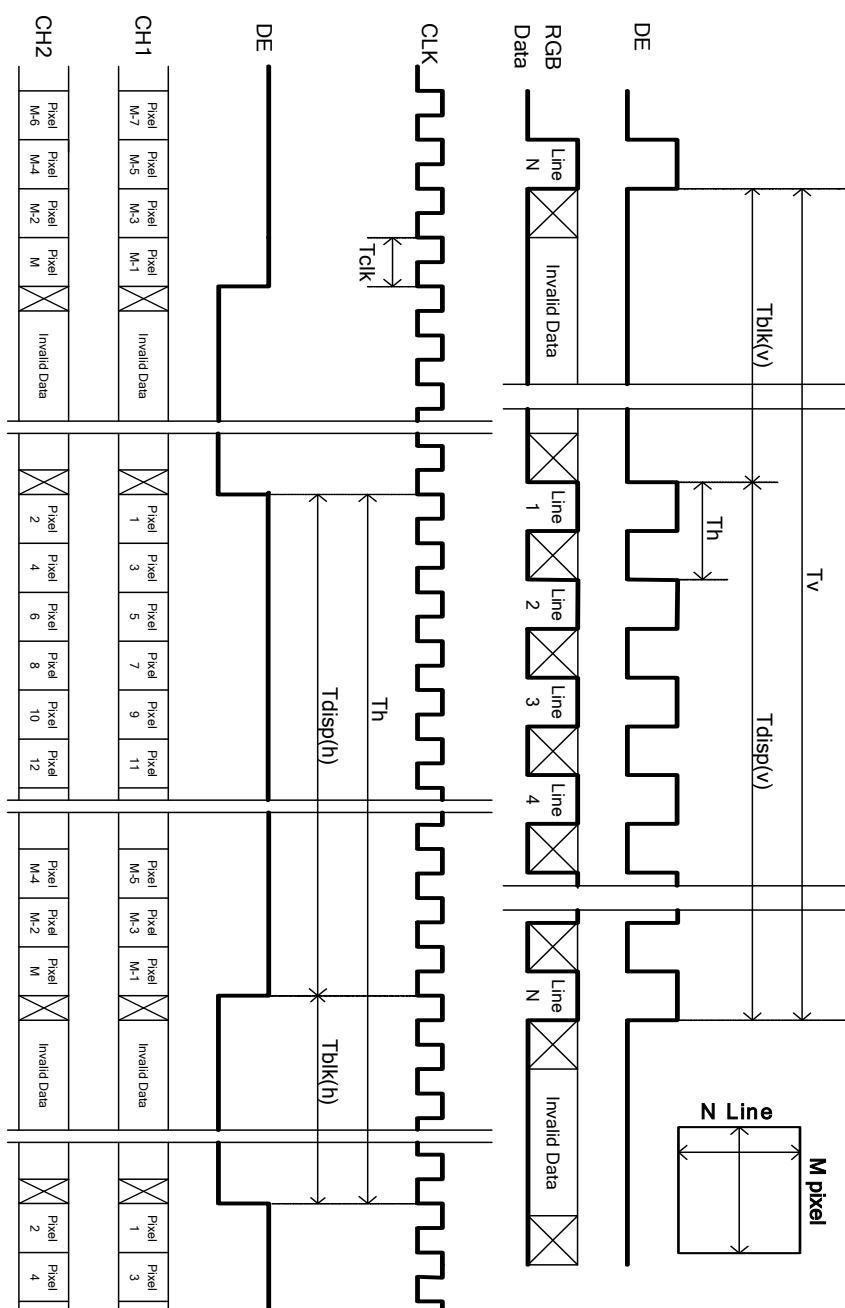 Tv
Tblk(v)
Tdisp(v)
Th
DE
RGB
Data
Line
N
Invalid Data
Line
1
Line
2
Line
3
Line
4
Line
N
Invalid Data
N Line
M pixel
CLK
Tclk
Th
Tdisp(h)
Tblk(h)
DE
CH1
Pixel
M-7
Pixel
M-5
Pixel
M-3
Pixel
M-1
Invalid Data
Pixel
1
Pixel
3
Pixel
5
Pixel
7
Pixel
9
Pixel
11
Pixel
M-5
Pixel
M-3
Pixel
M-1
Invalid Data
Pixel
1
Pixel
3
CH2
Pixel
M-6
Pixel
M-4
Pixel
M-2
Pixel
M
Invalid Data
Pixel
2
Pixel
4
Pixel
6
Pixel
8
Pixel
10
Pixel
12
Pixel
M-4
Pixel
M-2
Pixel
M
Invalid Data
Pixel
2
Pixel
4